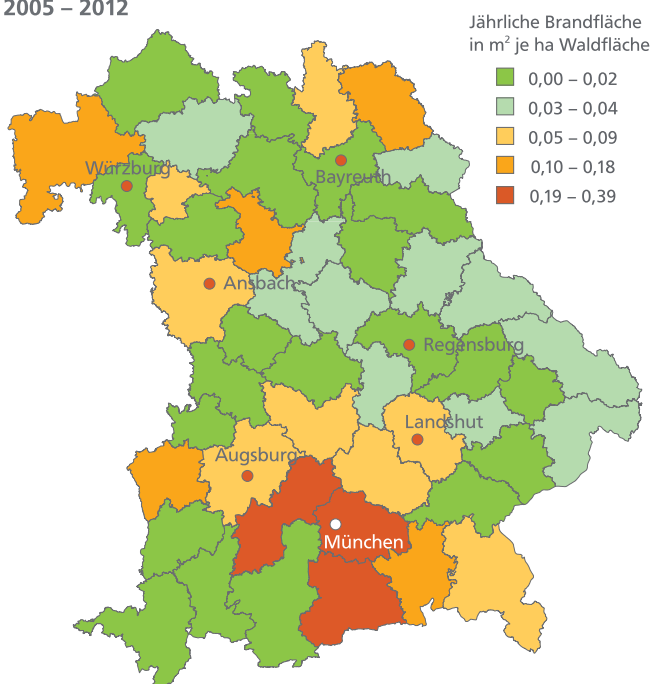 2005 – 2012
Jährliche Brandfläche
in m² je ha Waldfläche
0,00 – 0,02
0,03 – 0,04
0,05 – 0,09
0,10 – 0,18
0,19 – 0,39
Würzburg
Bayreuth
Ansbach
Regensburg
Landshut
Augsburg
München